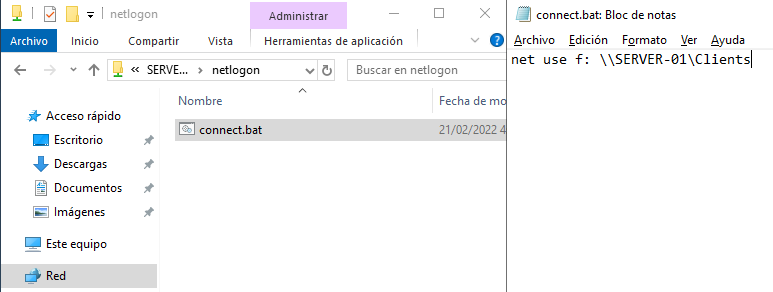 netlogon
Administrar
Archivo Inicio Compartir Vista Herramientas de aplicación
« SERVE... › netlogon
Buscar en netlogon
Nombre
Fecha de mo
Acceso rápido
Escritorio
Descargas
Documentos
Imágenes
Este equipo
Red
connect.bat
21/02/2022 4
connect.bat: Bloc de notas
Archivo Edición Formato Ver Ayuda
net use f: \\SERVER-01\Clients